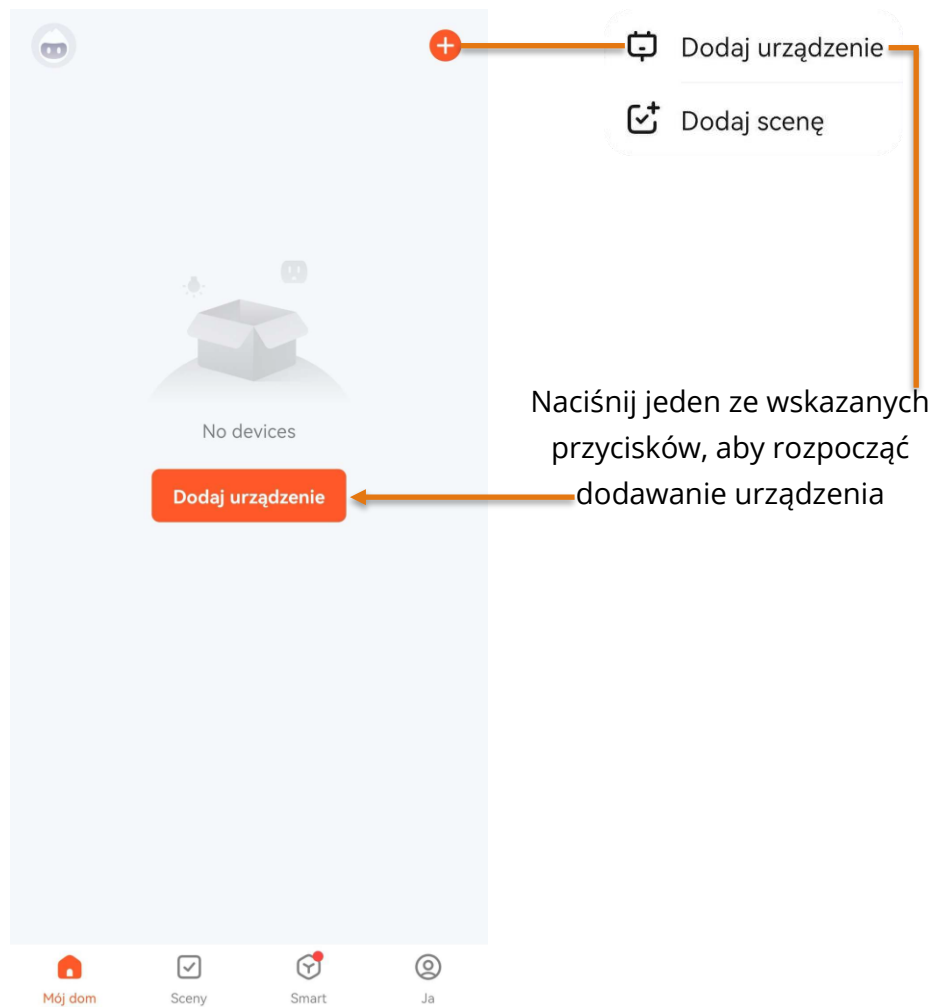 Dodaj urządzenie
Dodaj scenę
No devices
Dodaj urządzenie
Naciśnij jeden ze wskazanych
przycisków, aby rozpocząć
dodawanie urządzenia
Mój dom
Sceny
Smart
Ja